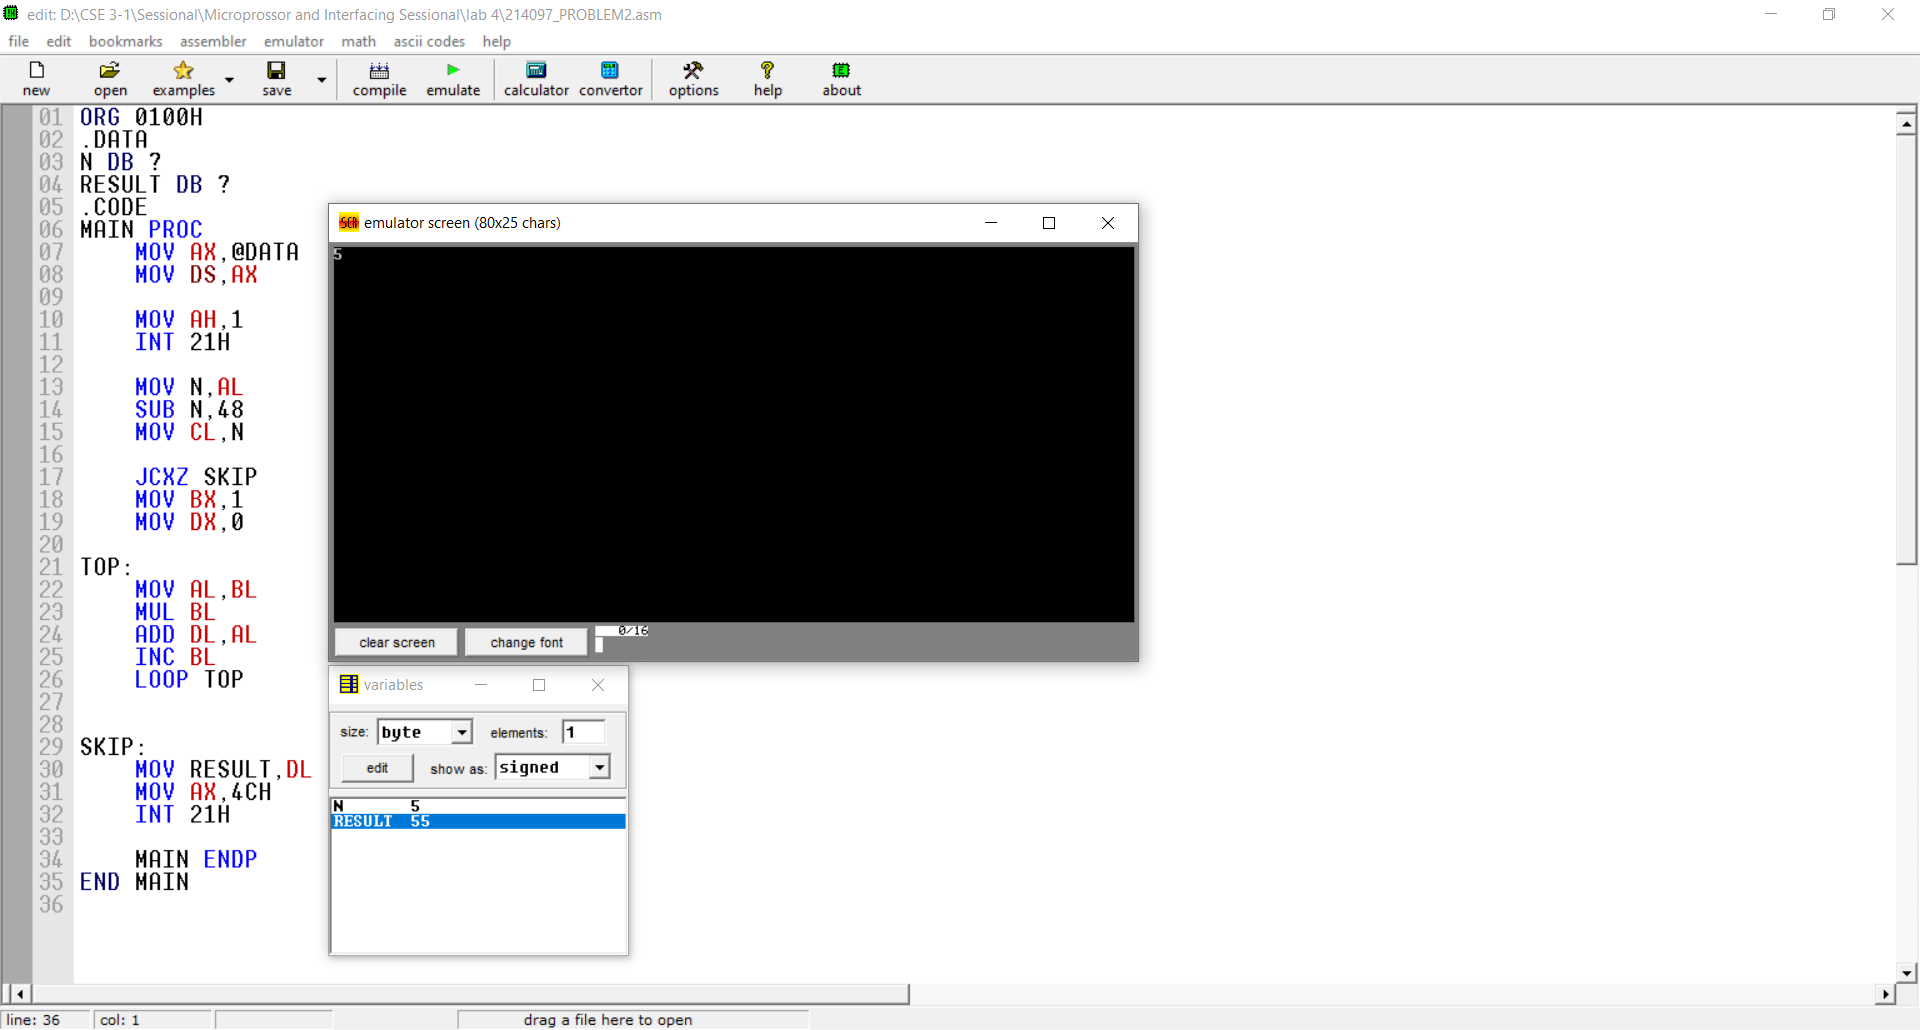 edit: D:\CSE 3-1\Sessional\Microprossor and Interfacing Sessional\lab 4\214097_PROBLEM2.asm
file edit bookmarks assembler emulator math ascii codes help
new open examples save compile emulate calculator convertor options help about
01 ORG 0100H
02 .DATA
03 N DB ?
04 RESULT DB ?
05 .CODE
06 MAIN PROC
07 MOV AX,@DATA
08 MOV DS,AX
09
10 MOV AH,1
11 INT 21H
12
13 MOV N,AL
14 SUB N,48
15 MOV CL,N
16
17 JCXZ SKIP
18 MOV BX,1
19 MOV DX,0
20
21 TOP:
22 MOV AL,BL
23 MUL BL
24 ADD DL,AL
25 INC BL
26 LOOP TOP
27
28
29 SKIP:
30 MOV RESULT,DL
31 MOV AX,4CH
32 INT 21H
33
34 MAIN ENDP
35 END MAIN
36
SCR emulator screen (80x25 chars)
5
clear screen change font 0/16
variables
size: byte elements: 1
edit show as: signed
N 5
RESULT 55
line: 36 col: 1 drag a file here to open